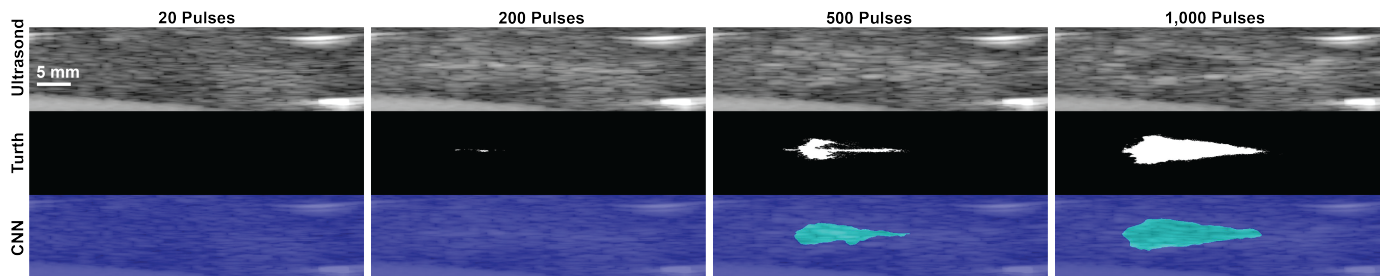 20 Pulses
200 Pulses
500 Pulses
1,000 Pulses
Ultrasond
5 mm
Turth
CNN